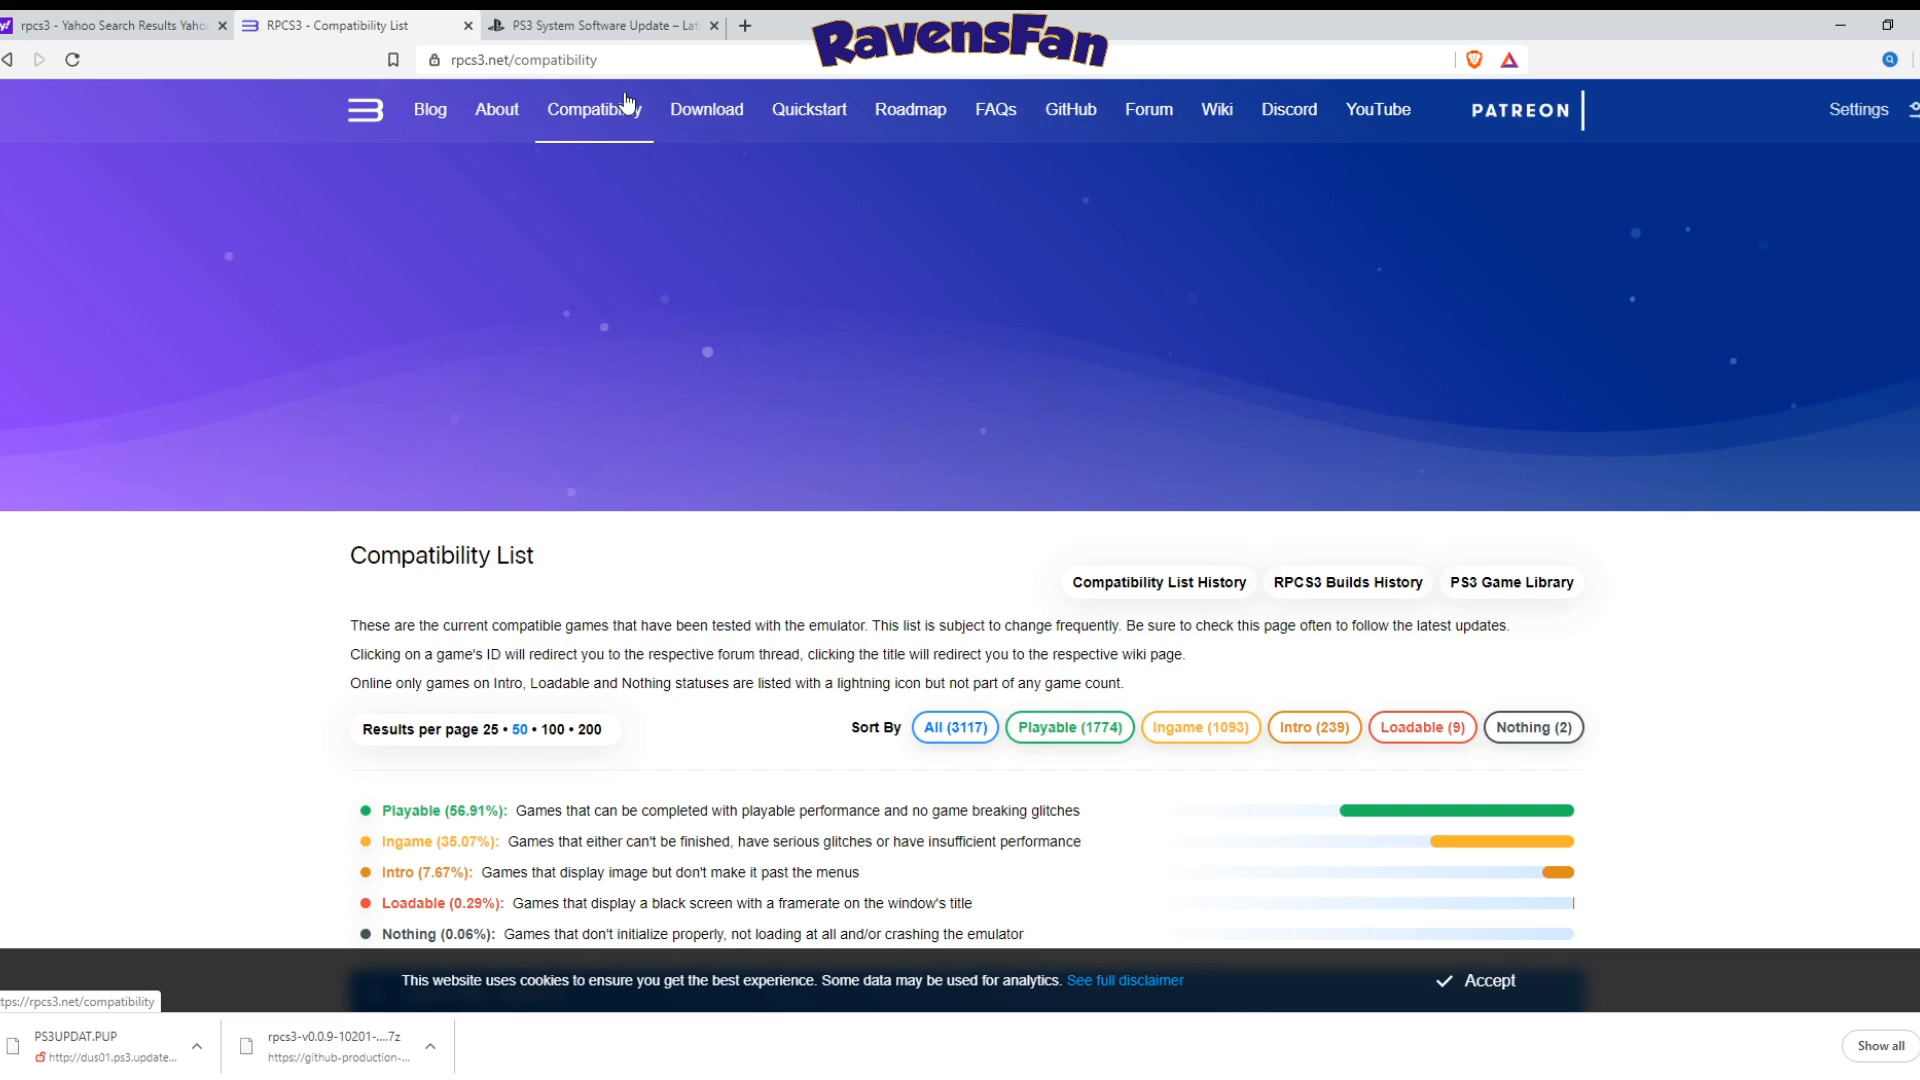 rpcs3 - Yahoo Search Results Yaho
RPCS3 - Compatibility List
PS3 System Software Update – Lat
RavensFan
rpcs3.net/compatibility
Blog
About
Compatibility
Download
Quickstart
Roadmap
FAQs
GitHub
Forum
Wiki
Discord
YouTube
PATREON
Settings
Compatibility List
Compatibility List History
RPCS3 Builds History
PS3 Game Library
These are the current compatible games that have been tested with the emulator. This list is subject to change frequently. Be sure to check this page often to follow the latest updates.
Clicking on a game's ID will redirect you to the respective forum thread, clicking the title will redirect you to the respective wiki page.
Online only games on Intro, Loadable and Nothing statuses are listed with a lightning icon but not part of any game count.
Results per page 25 • 50 • 100 • 200
Sort By
All (3117)
Playable (1774)
Ingame (1093)
Intro (239)
Loadable (9)
Nothing (2)
Playable (56.91%): Games that can be completed with playable performance and no game breaking glitches
Ingame (35.07%): Games that either can't be finished, have serious glitches or have insufficient performance
Intro (7.67%): Games that display image but don't make it past the menus
Loadable (0.29%): Games that display a black screen with a framerate on the window's title
Nothing (0.06%): Games that don't initialize properly, not loading at all and/or crashing the emulator
This website uses cookies to ensure you get the best experience. Some data may be used for analytics. See full disclaimer
Accept
tps://rpcs3.net/compatibility
PS3UPDAT.PUP
http://dus01.ps3.update...
rpcs3-v0.0.9-10201-....7z
https://github-production-...
Show all